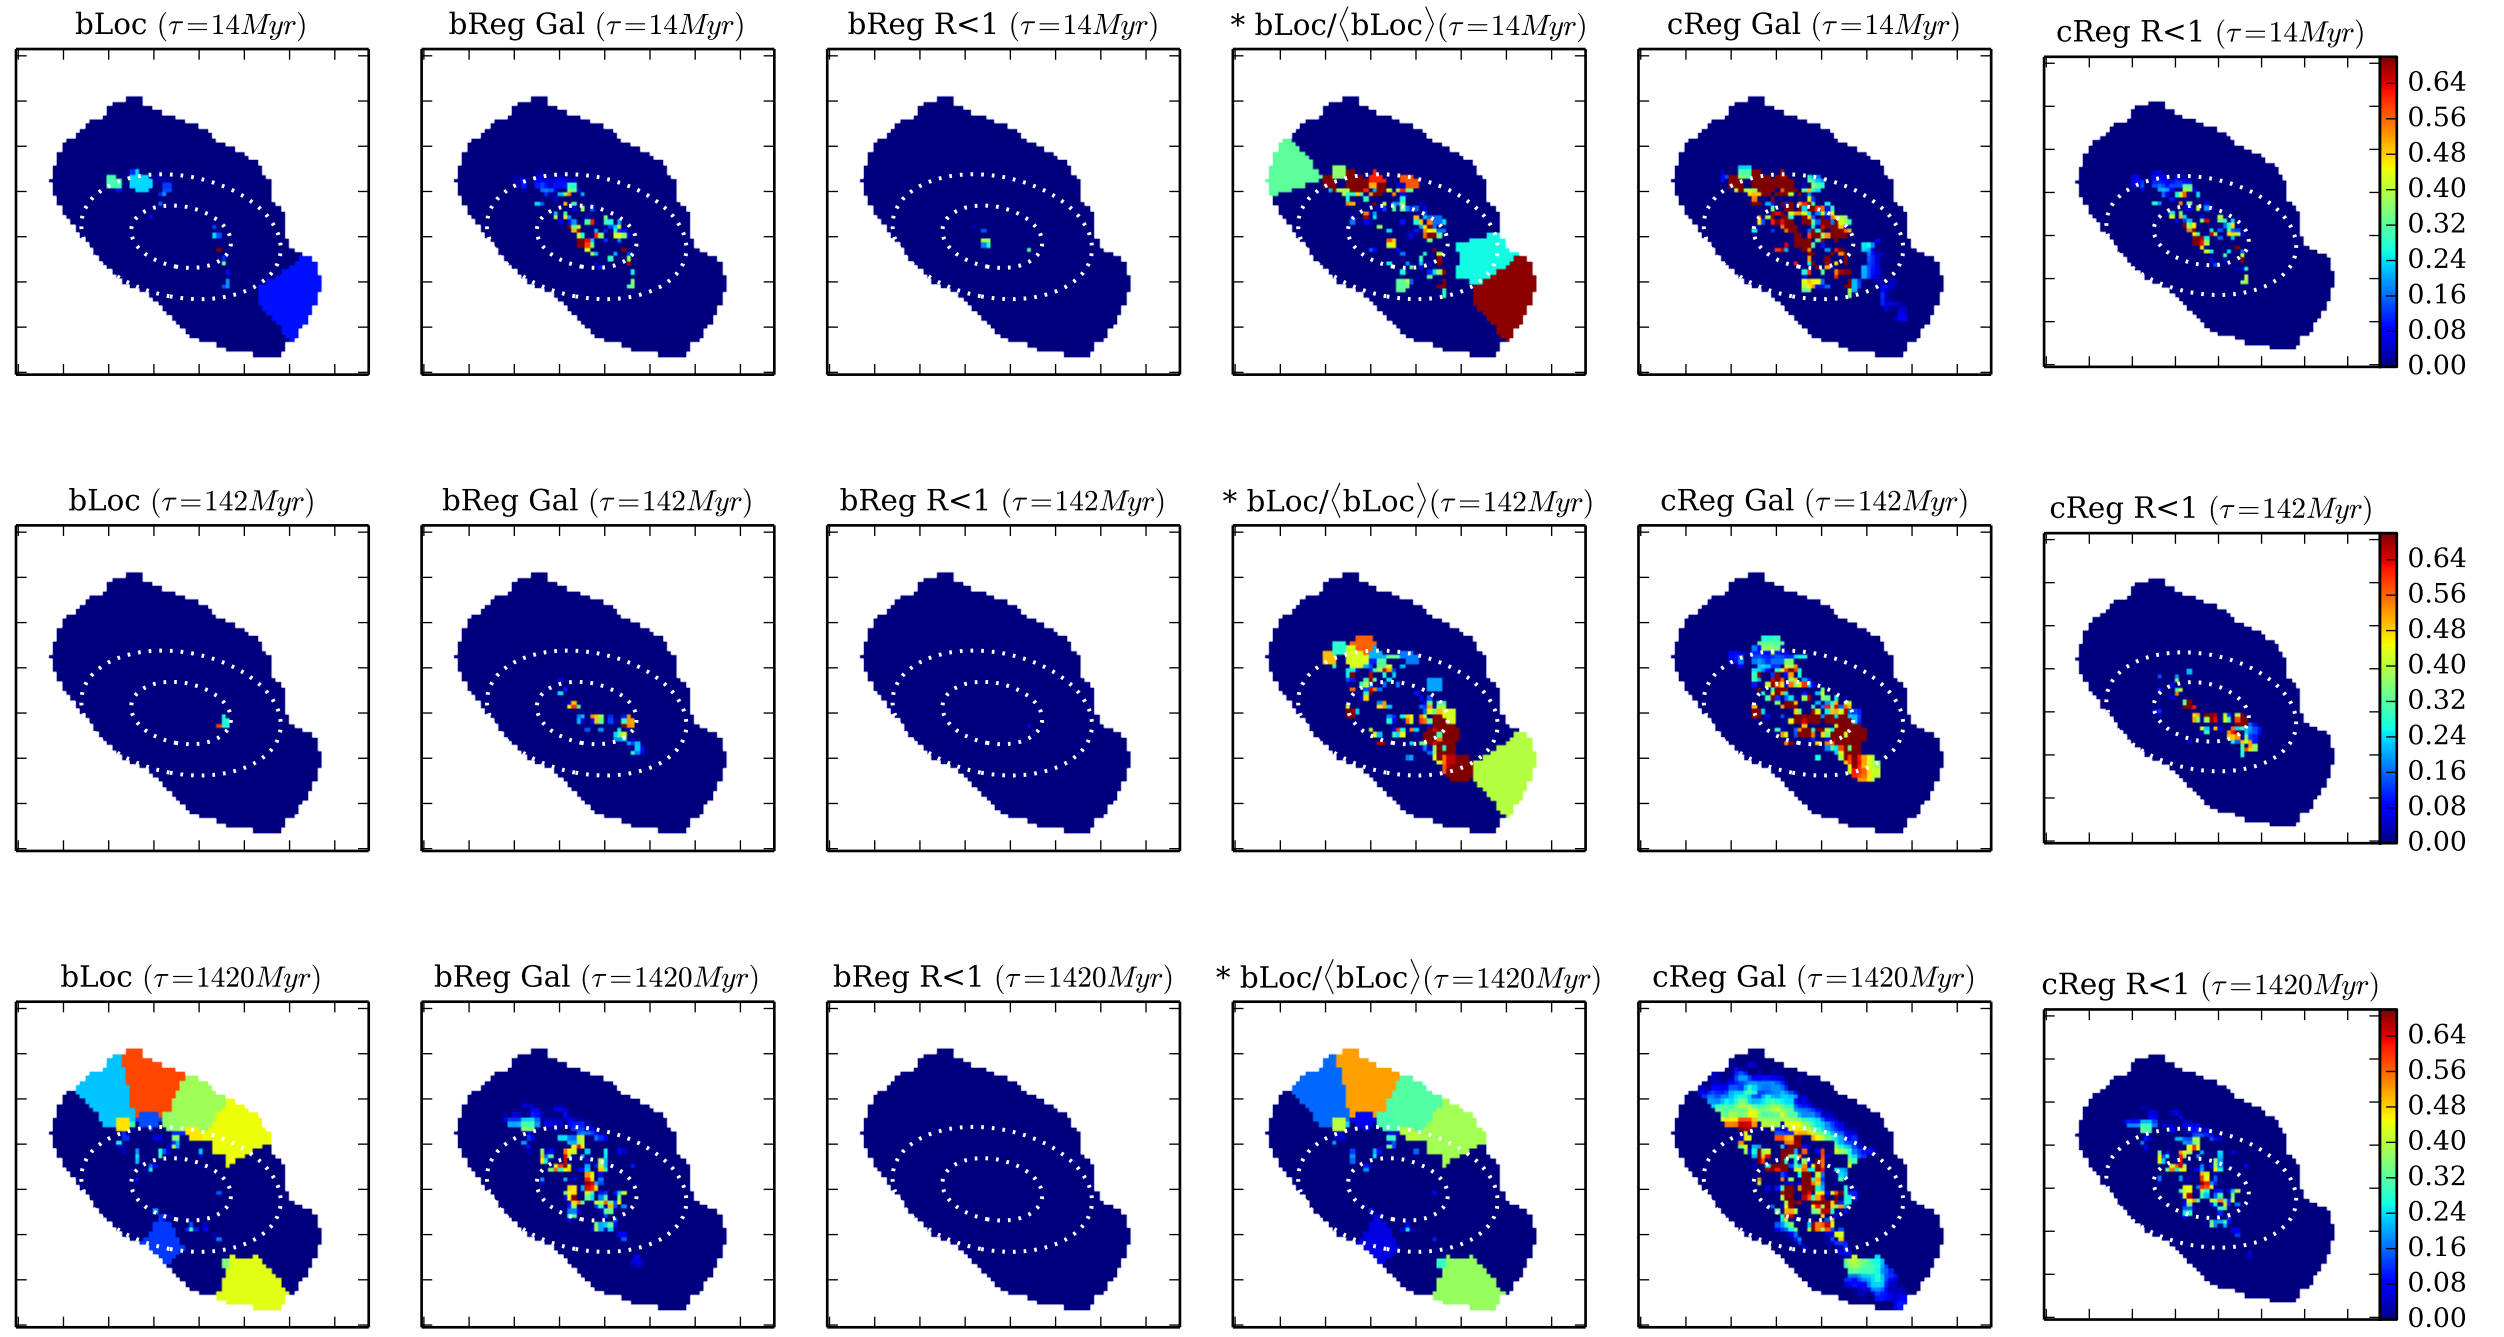 bLoc (τ=14Myr)
bReg Gal (τ=14Myr)
bReg R<1 (τ=14Myr)
* bLoc/⟨bLoc⟩(τ=14Myr)
cReg Gal (τ=14Myr)
cReg R<1 (τ=14Myr)
0.64
0.56
0.48
0.40
0.32
0.24
0.16
0.08
0.00
bLoc (τ=142Myr)
bReg Gal (τ=142Myr)
bReg R<1 (τ=142Myr)
* bLoc/⟨bLoc⟩(τ=142Myr)
cReg Gal (τ=142Myr)
cReg R<1 (τ=142Myr)
0.64
0.56
0.48
0.40
0.32
0.24
0.16
0.08
0.00
bLoc (τ=1420Myr)
bReg Gal (τ=1420Myr)
bReg R<1 (τ=1420Myr)
* bLoc/⟨bLoc⟩(τ=1420Myr)
cReg Gal (τ=1420Myr)
cReg R<1 (τ=1420Myr)
0.64
0.56
0.48
0.40
0.32
0.24
0.16
0.08
0.00